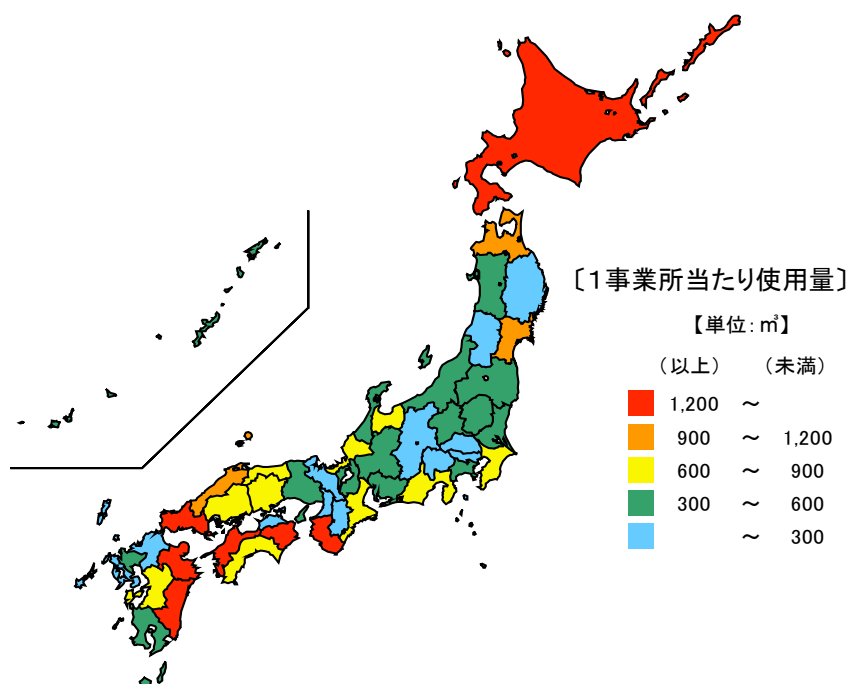 〔１事業所当たり使用量〕
【単位：㎥】
（以上） （未満）
1,200 ～
900 ～ 1,200
600 ～ 900
300 ～ 600
～ 300